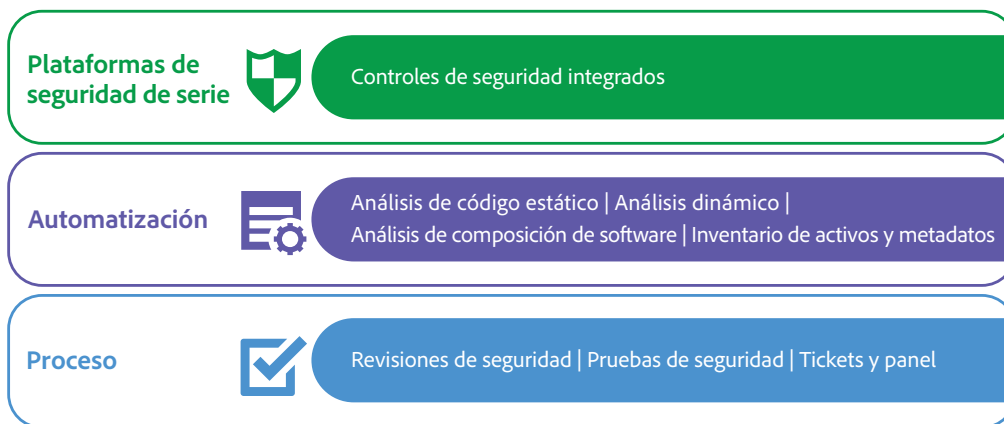 Plataformas de
seguridad de serie
Controles de seguridad integrados
Automatización
Análisis de código estático | Análisis dinámico |
Análisis de composición de software | Inventario de activos y metadatos
Proceso
Revisiones de seguridad | Pruebas de seguridad | Tickets y panel